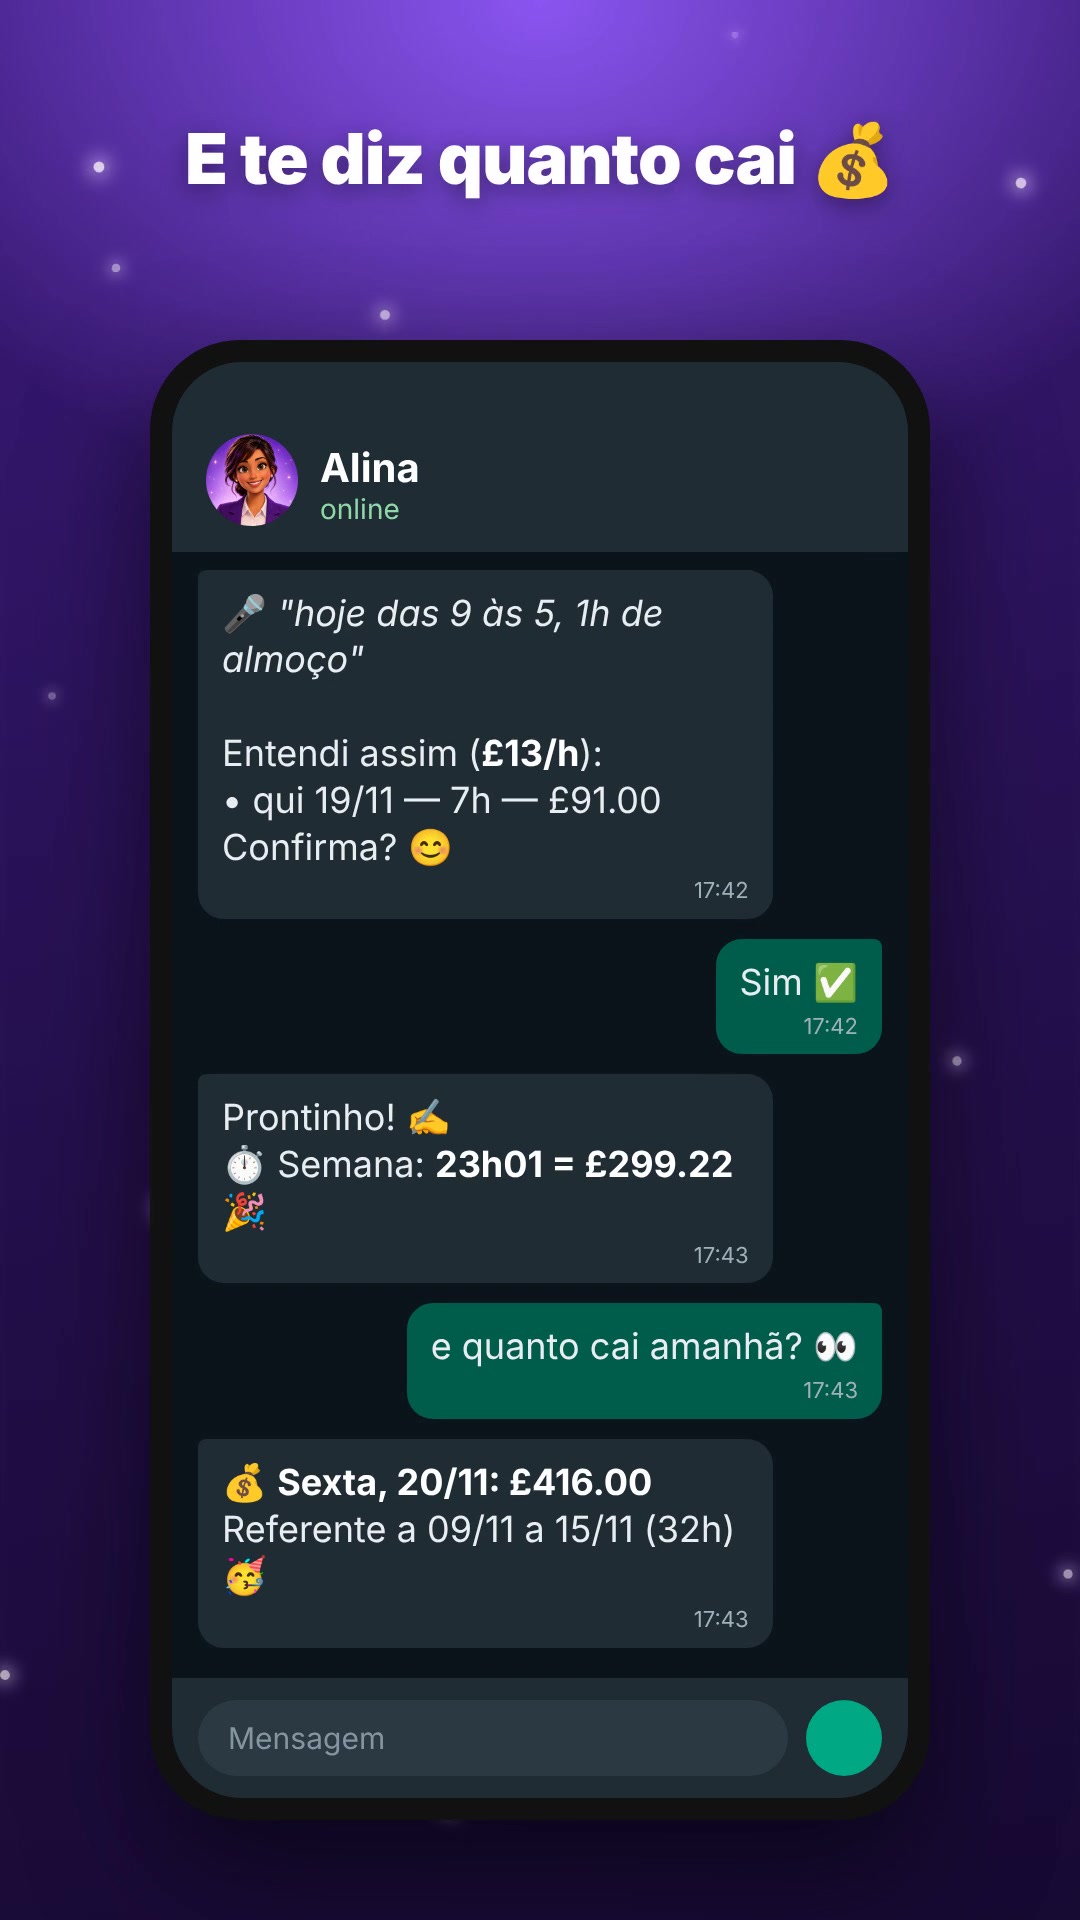 E te diz quanto cai 💰
Alina
online
🎤 "hoje das 9 às 5, 1h de
almoço"
Entendi assim (£13/h):
• qui 19/11 — 7h — £91.00
Confirma? 😊
17:42
Sim ✅
17:42
Prontinho! ✍️
⏱️ Semana: 23h01 = £299.22
🎉
17:43
e quanto cai amanhã? 👀
17:43
💰 Sexta, 20/11: £416.00
Referente a 09/11 a 15/11 (32h)
🥳
17:43
Mensagem